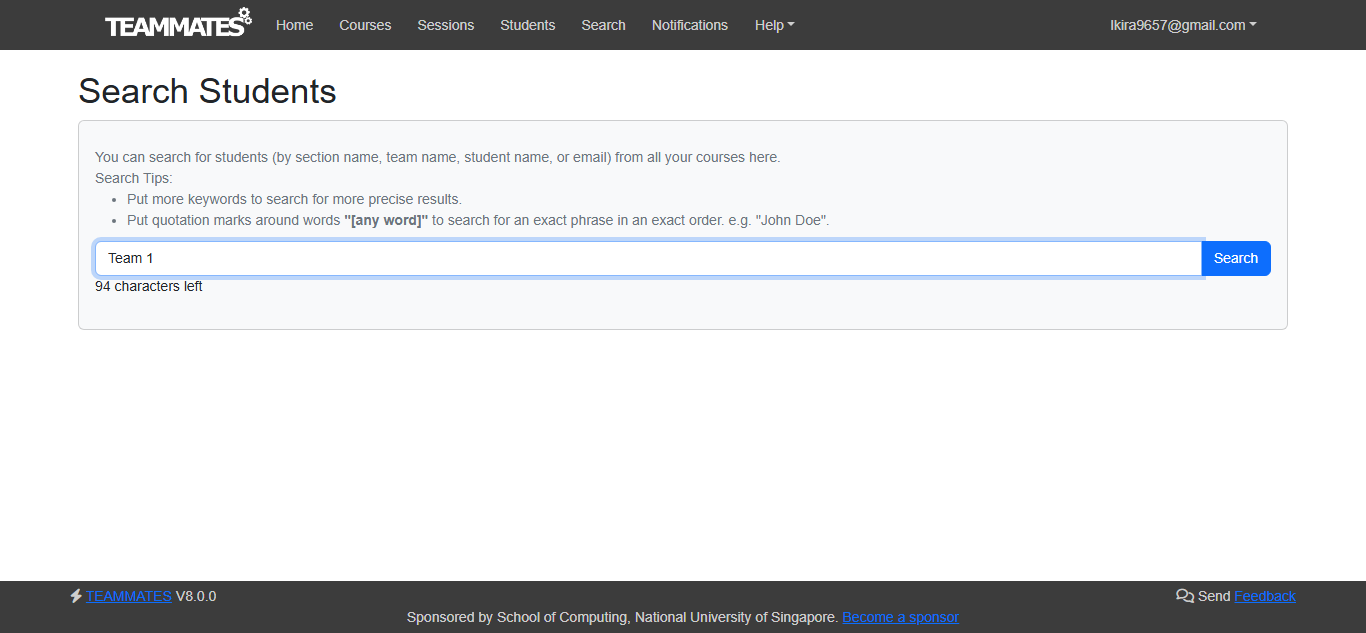 TEAMMATES Home Courses Sessions Students Search Notifications Help lkira9657@gmail.com
Search Students
You can search for students (by section name, team name, student name, or email) from all your courses here.
Search Tips:
Put more keywords to search for more precise results.
Put quotation marks around words "[any word]" to search for an exact phrase in an exact order. e.g. "John Doe".
Team 1 Search
94 characters left
TEAMMATES V8.0.0 Send Feedback
Sponsored by School of Computing, National University of Singapore. Become a sponsor